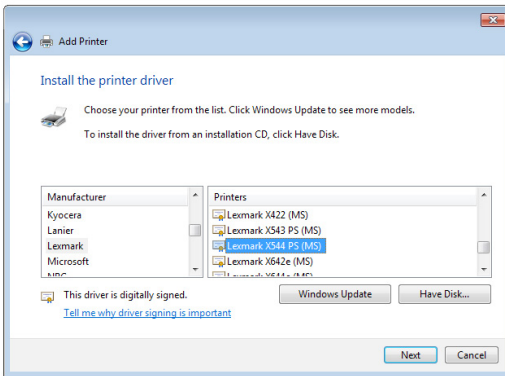 Add Printer
Install the printer driver
Choose your printer from the list. Click Windows Update to see more models.
To install the driver from an installation CD, click Have Disk.
Manufacturer
Kyocera
Lanier
Lexmark
Microsoft
Printers
Lexmark X422 (MS)
Lexmark X543 PS (MS)
Lexmark X544 PS (MS)
Lexmark X642e (MS)
This driver is digitally signed.
Tell me why driver signing is important
Windows Update
Have Disk...
Next
Cancel